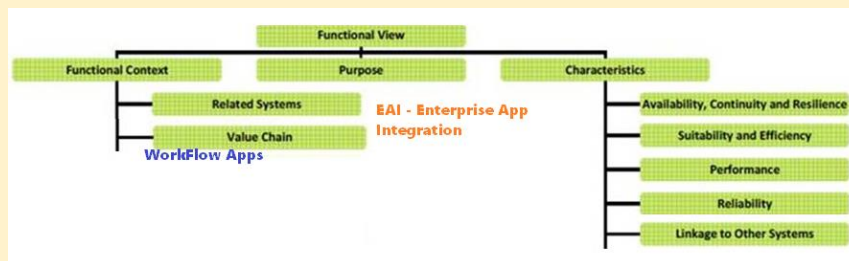 Functional View
Functional Context
Purpose
Characteristics
Related Systems
EAI - Enterprise App
Integration
Availability, Continuity and Resilience
Value Chain
Suitability and Efficiency
WorkFlow Apps
Performance
Reliability
Linkage to Other Systems